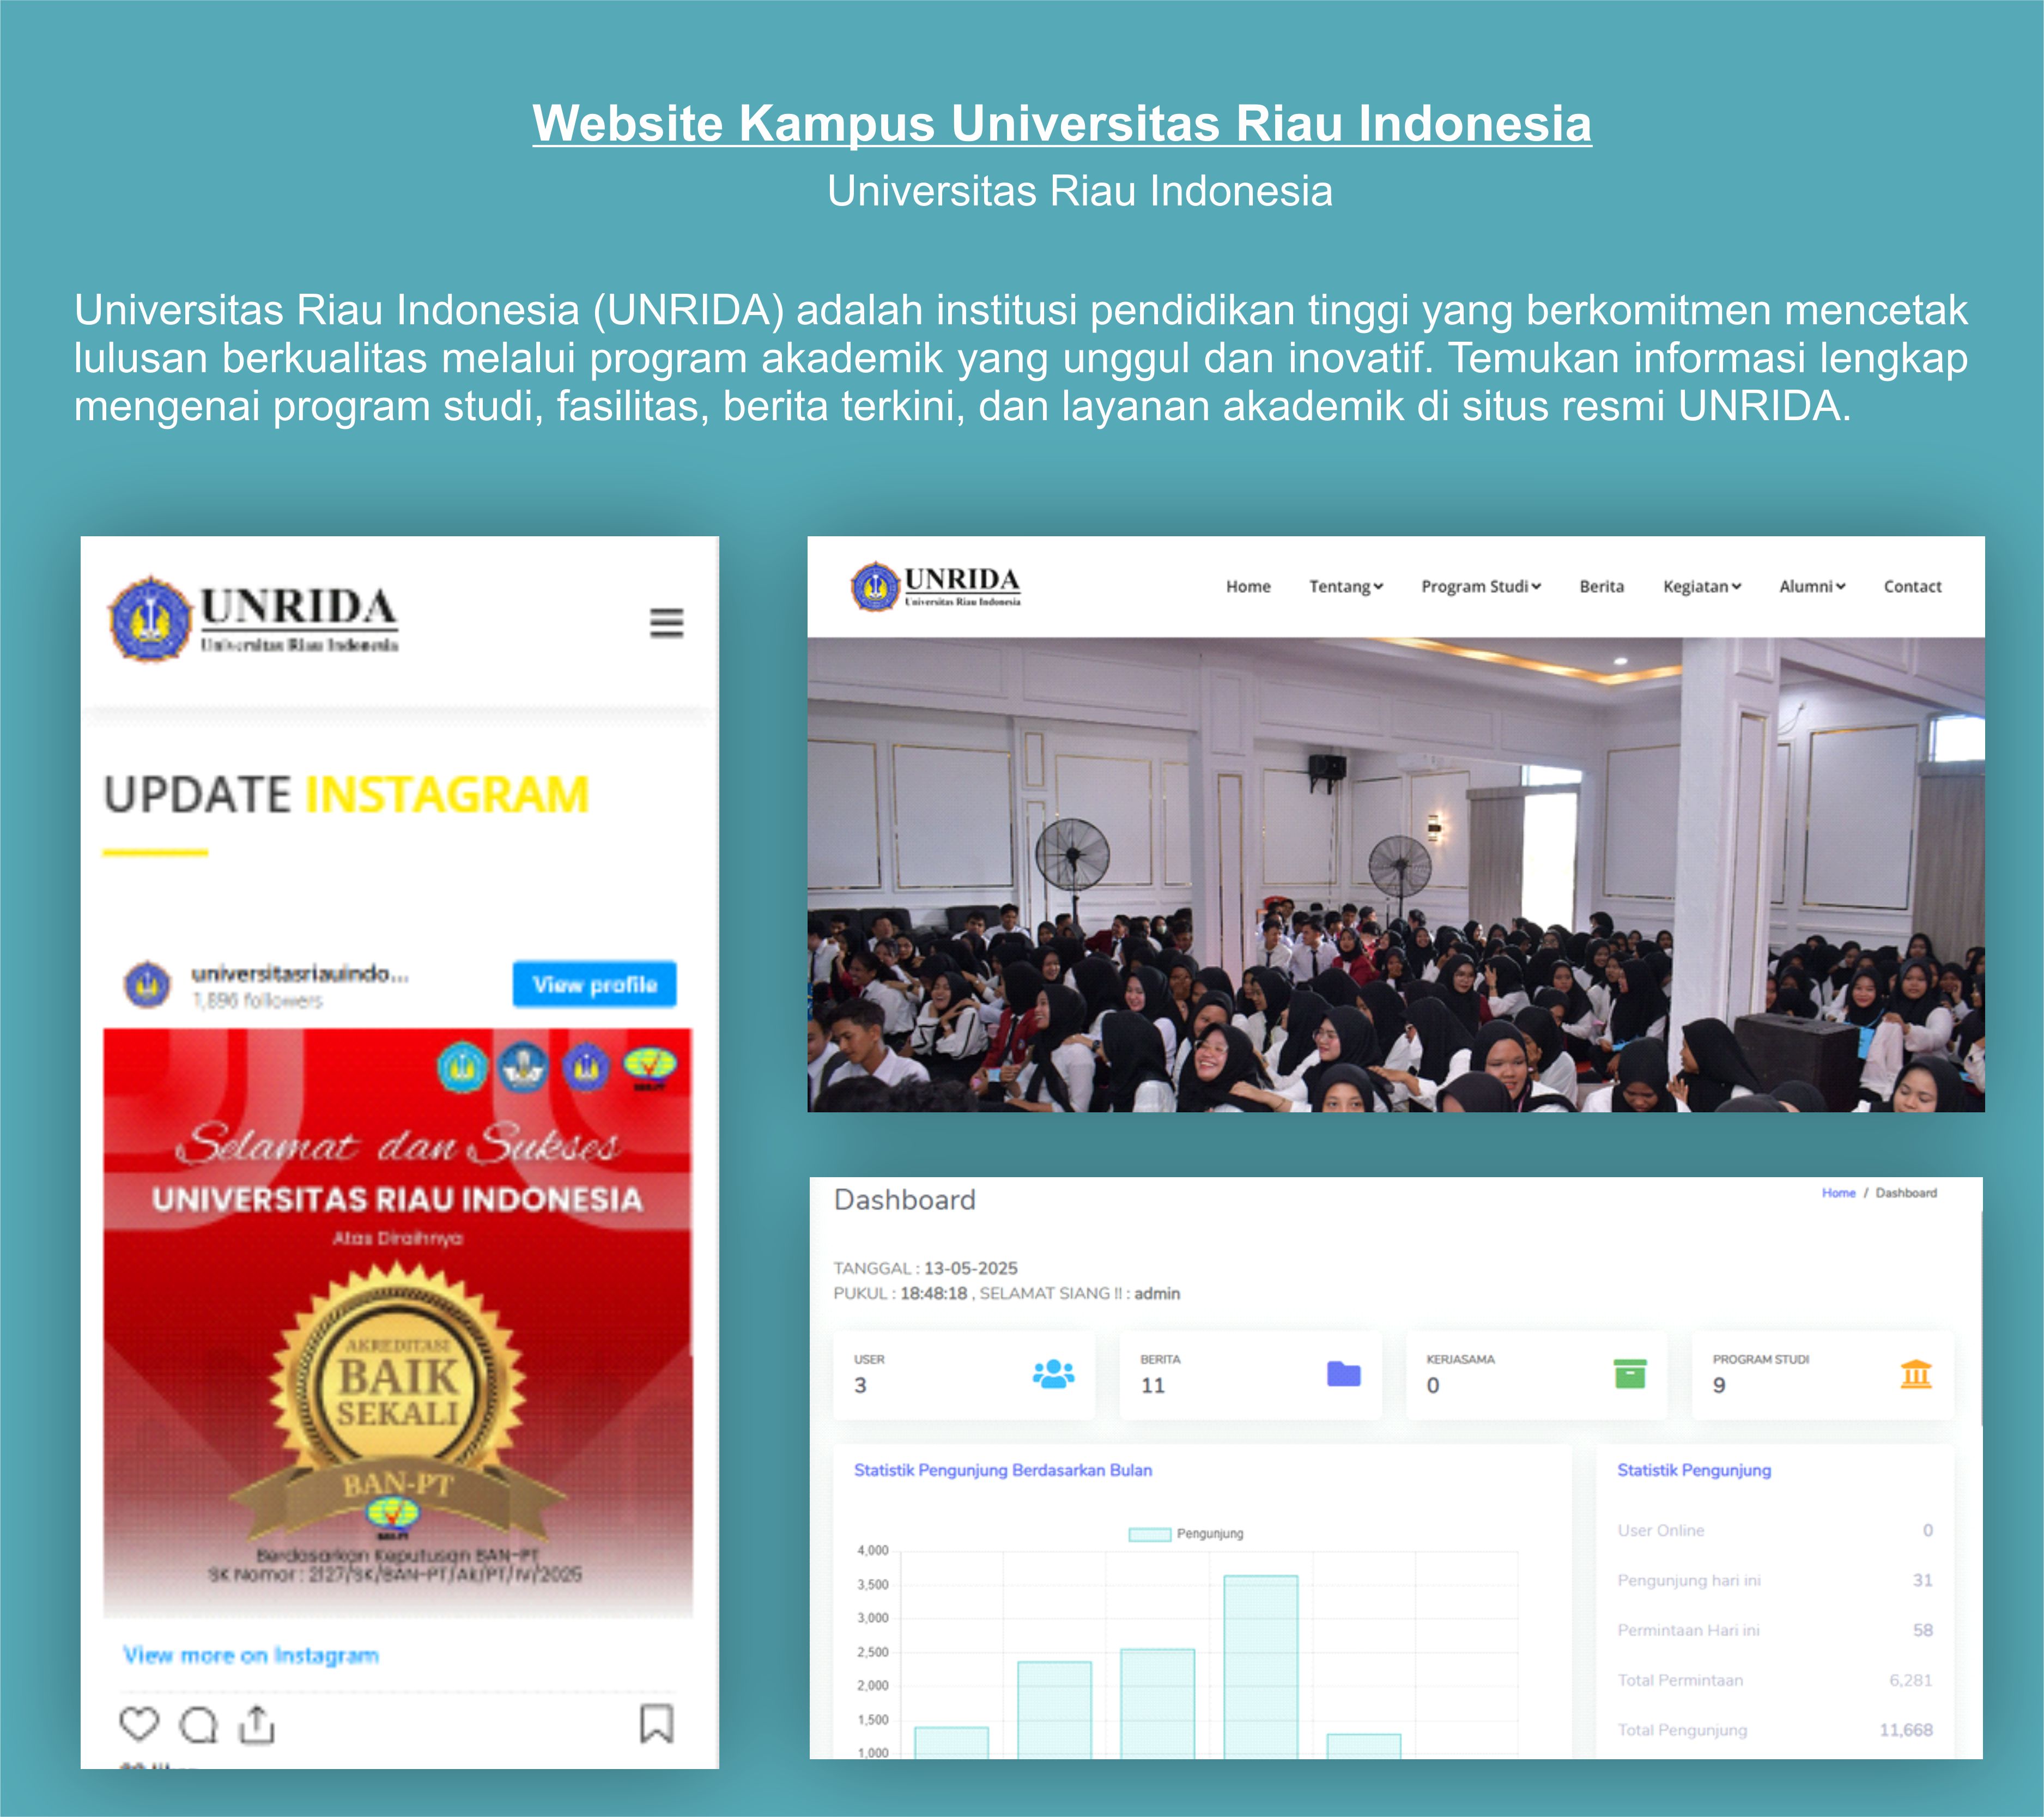 Website Kampus Universitas Riau Indonesia
Universitas Riau Indonesia
Universitas Riau Indonesia (UNRIDA) adalah institusi pendidikan tinggi yang berkomitmen mencetak
lulusan berkualitas melalui program akademik yang unggul dan inovatif. Temukan informasi lengkap
mengenai program studi, fasilitas, berita terkini, dan layanan akademik di situs resmi UNRIDA.
UNRIDA
Universitas Riau Indonesia
UPDATE INSTAGRAM
universitasriauindo...
View profile
1,896 followers
Selamat dan Sukses
UNIVERSITAS RIAU INDONESIA
Atas Diraihnya
AKREDITASI
BAIK
SEKALI
BAN-PT
Berdasarkan Keputusan BAN-PT
SK Nomor : 2127/SK/BAN-PT/Ak/PT/IV/2025
View more on Instagram
UNRIDA
Universitas Riau Indonesia
Home Tentang Program Studi Berita Kegiatan Alumni Contact
Dashboard
Home / Dashboard
TANGGAL : 13-05-2025
PUKUL : 18:48:18 , SELAMAT SIANG !! : admin
USER
3
BERITA
11
KERJASAMA
0
PROGRAM STUDI
9
Statistik Pengunjung Berdasarkan Bulan
Pengunjung
4,000
3,500
3,000
2,500
2,000
1,500
1,000
Statistik Pengunjung
User Online 0
Pengunjung hari ini 31
Permintaan Hari ini 58
Total Permintaan 6,281
Total Pengunjung 11,668